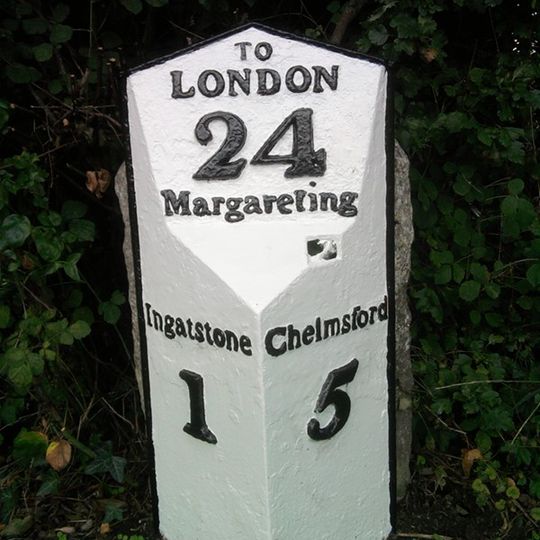 TO
LONDON
24
Margareting
Ingatstone
1
Chelmsford
5